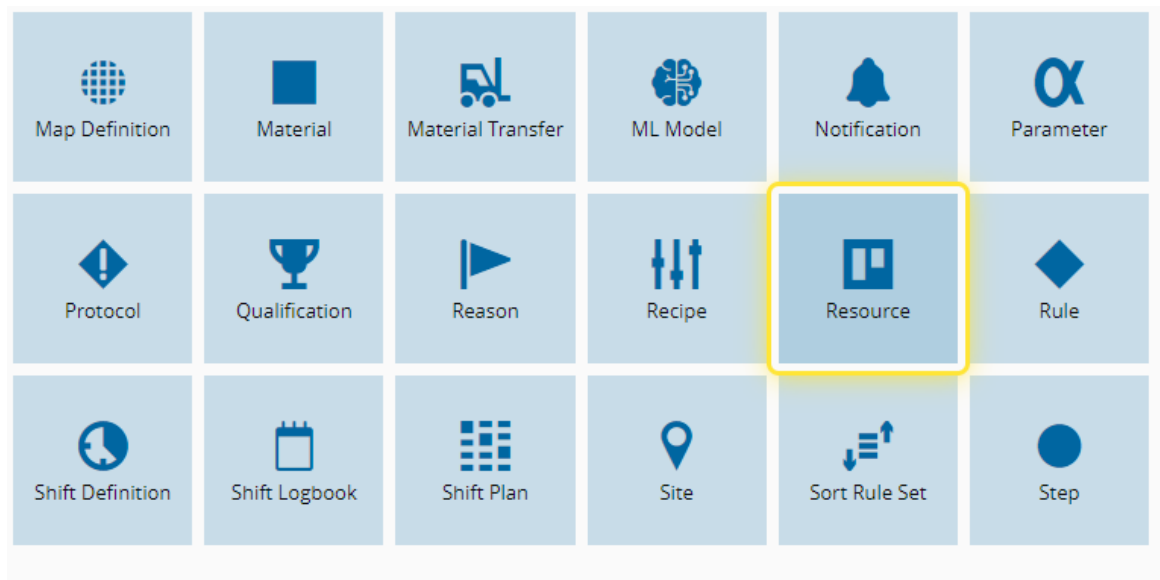 Map Definition
Material
Material Transfer
ML Model
Notification
Parameter
Protocol
Qualification
Reason
Recipe
Resource
Rule
Shift Definition
Shift Logbook
Shift Plan
Site
Sort Rule Set
Step